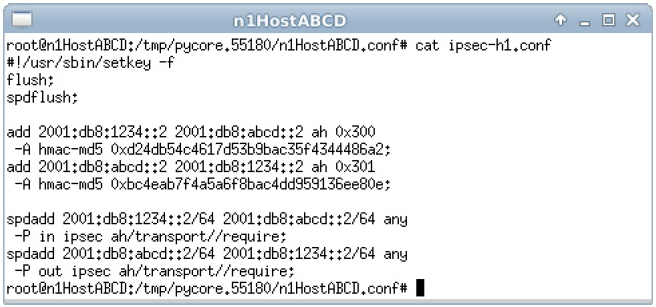 n1HostABCD
root@n1HostABCD:/tmp/pycore.55180/n1HostABCD.conf# cat ipsec-h1.conf
#!/usr/sbin/setkey -f
flush;
spdflush;

add 2001:db8:1234::2 2001:db8:abcd::2 ah 0x300
 -A hmac-md5 0xd24db54c4617d53b9bac35f4344486a2;
add 2001:db8:abcd::2 2001:db8:1234::2 ah 0x301
 -A hmac-md5 0xbc4eab7f4a5a6f8bac4dd959136ee80e;

spdadd 2001:db8:1234::2/64 2001:db8:abcd::2/64 any
 -P in ipsec ah/transport//require;
spdadd 2001:db8:abcd::2/64 2001:db8:1234::2/64 any
 -P out ipsec ah/transport//require;
root@n1HostABCD:/tmp/pycore.55180/n1HostABCD.conf#